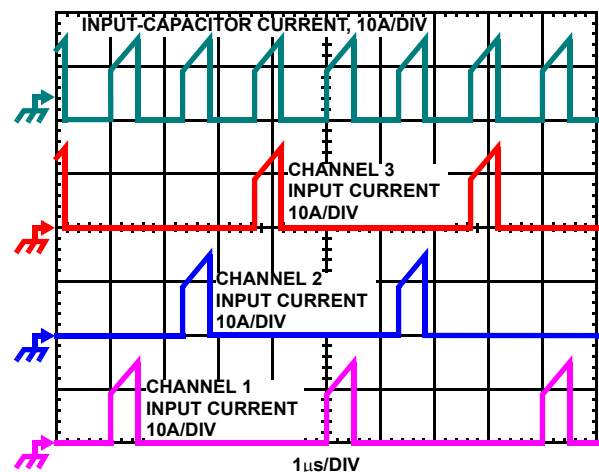 INPUT-CAPACITOR CURRENT, 10A/DIV
CHANNEL 3
INPUT CURRENT
10A/DIV
CHANNEL 2
INPUT CURRENT
10A/DIV
CHANNEL 1
INPUT CURRENT
10A/DIV
1μs/DIV